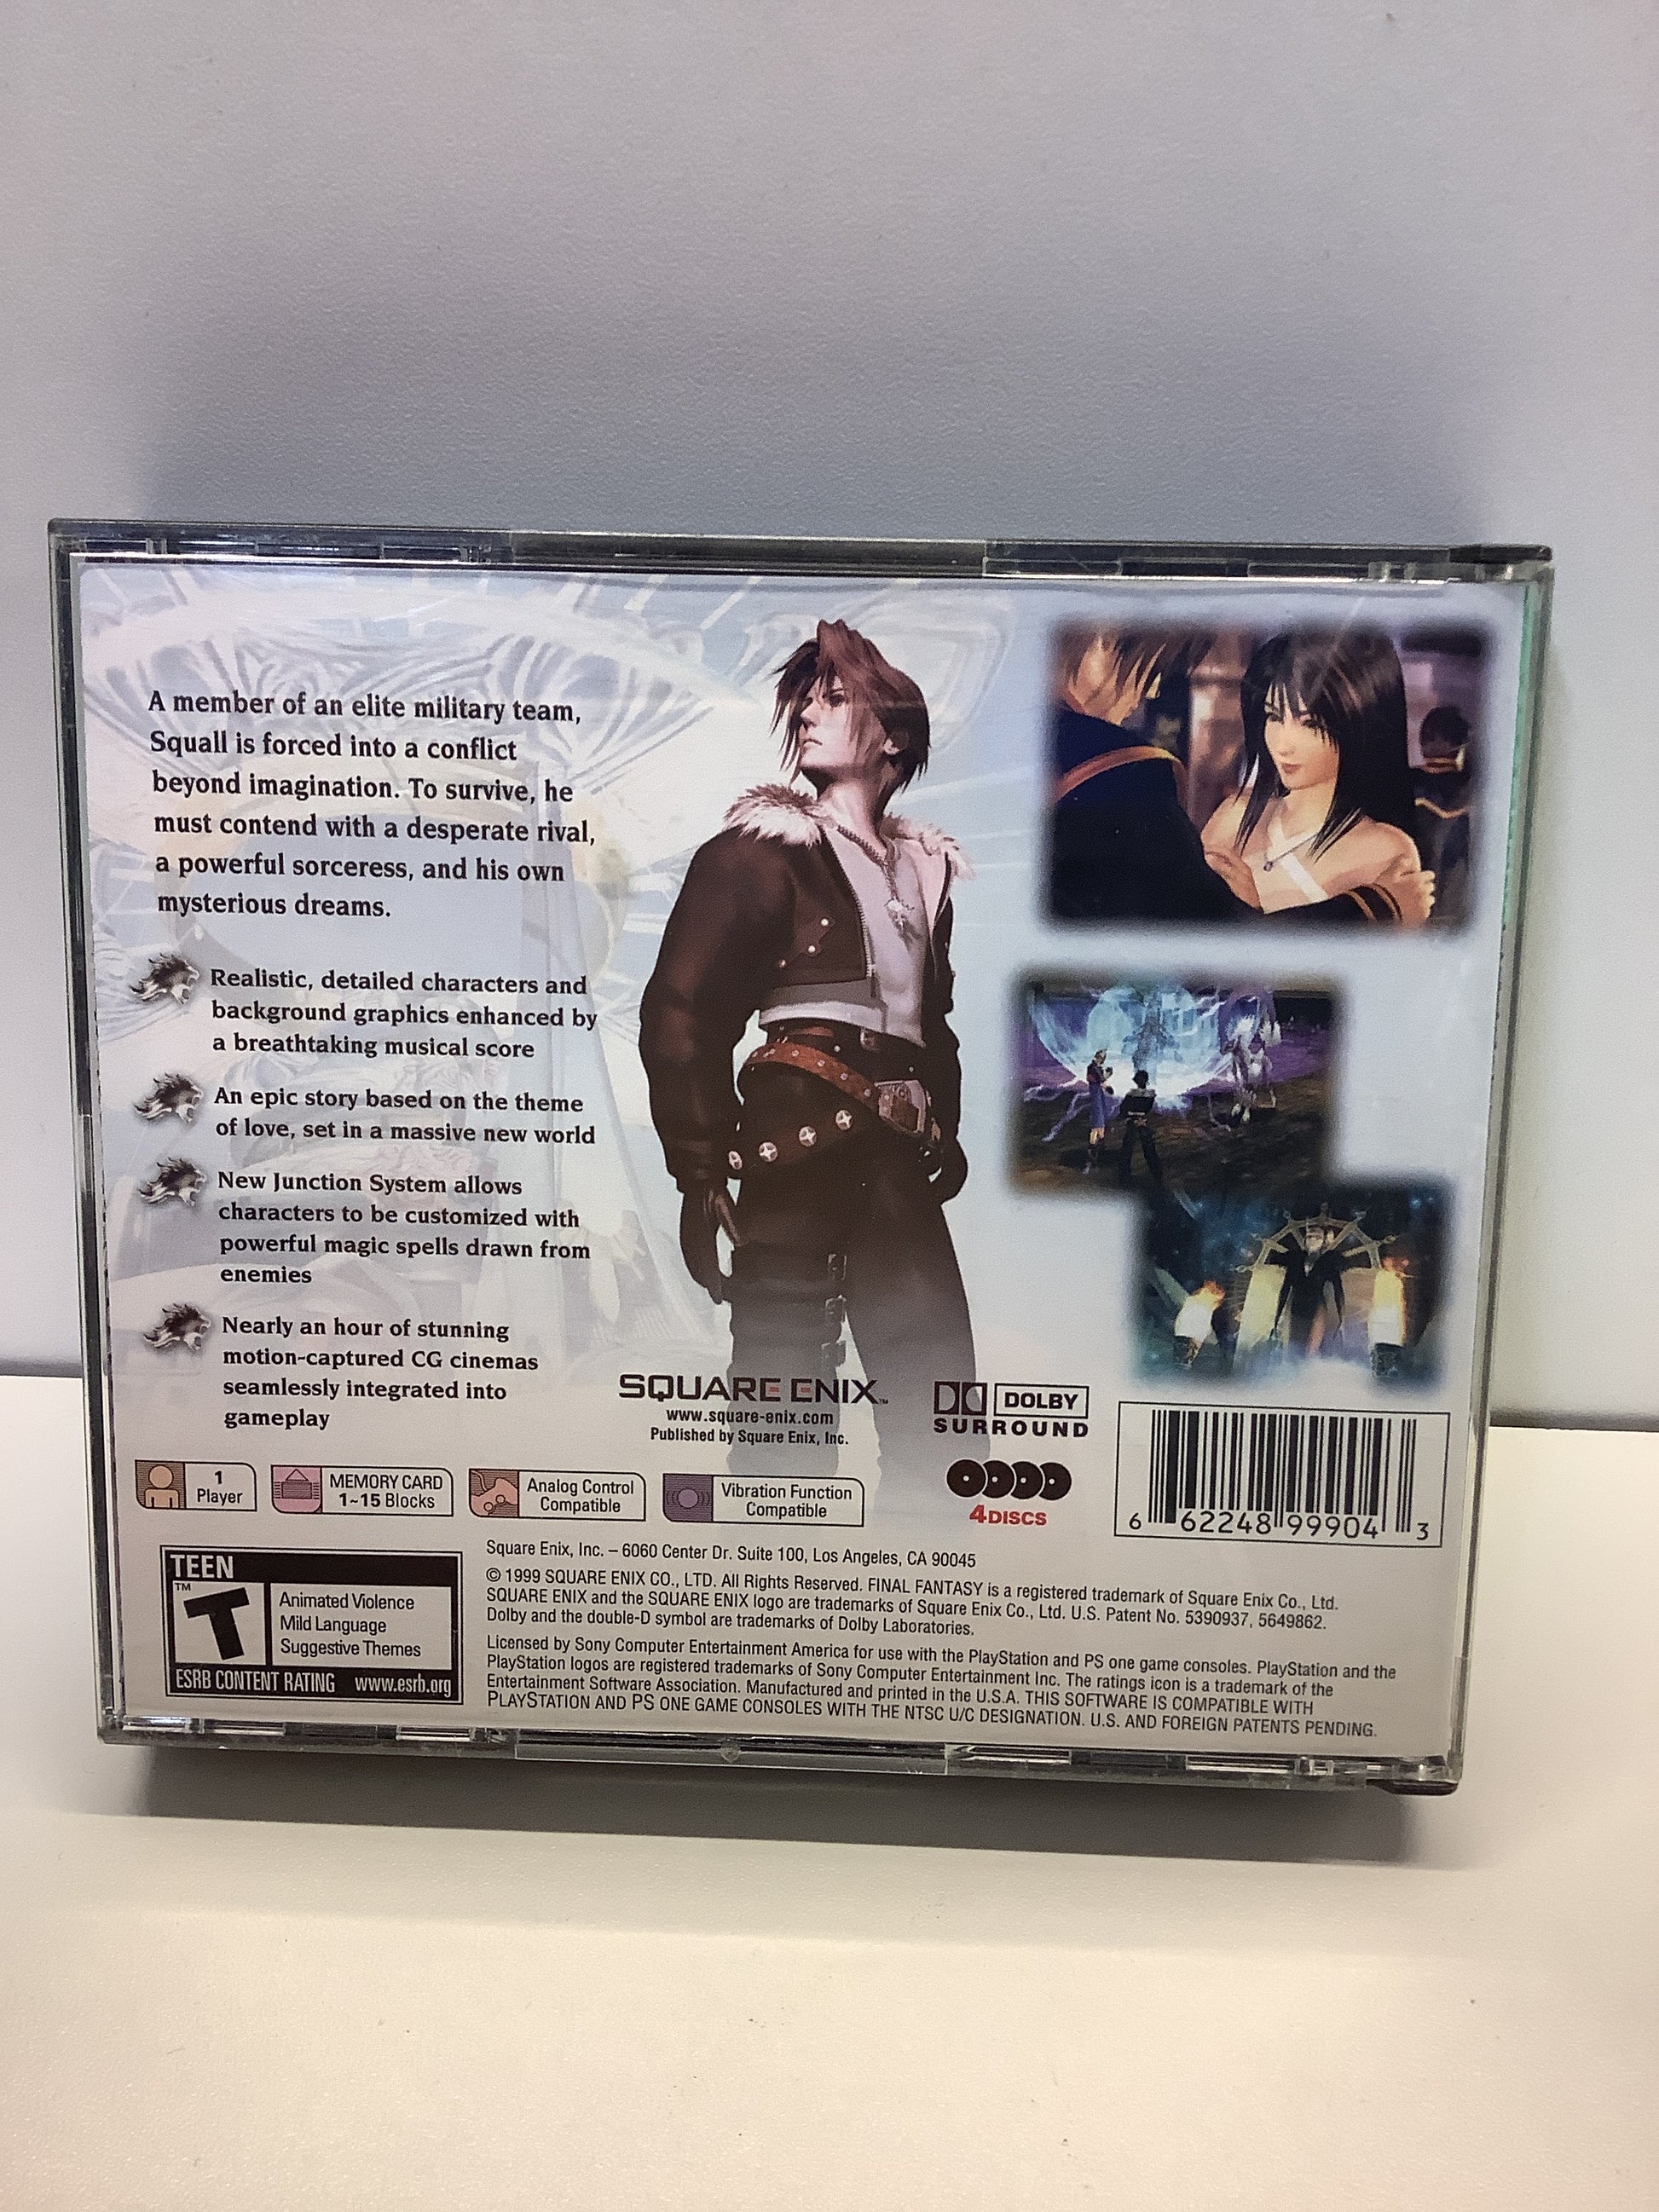 A member of an elite military team,
Squall is forced into a conflict
beyond imagination. To survive, he
must contend with a desperate rival,
a powerful sorceress, and his own
mysterious dreams.
Realistic, detailed characters and
background graphics enhanced by
a breathtaking musical score
An epic story based on the theme
of love, set in a massive new world
New Junction System allows
characters to be customized with
powerful magic spells drawn from
enemies
Nearly an hour of stunning
motion-captured CG cinemas
seamlessly integrated into
gameplay
SQUARE ENIX™
www.square-enix.com
Published by Square Enix, Inc.
DOLBY
SURROUND
4DISCS
6 62248 99904 3
1
Player
MEMORY CARD
1~15 Blocks
Analog Control
Compatible
Vibration Function
Compatible
TEEN
™
T
Animated Violence
Mild Language
Suggestive Themes
ESRB CONTENT RATING www.esrb.org
Square Enix, Inc. – 6060 Center Dr. Suite 100, Los Angeles, CA 90045
© 1999 SQUARE ENIX CO., LTD. All Rights Reserved. FINAL FANTASY is a registered trademark of Square Enix Co., Ltd.
SQUARE ENIX and the SQUARE ENIX logo are trademarks of Square Enix Co., Ltd. U.S. Patent No. 5390937, 5649862.
Dolby and the double-D symbol are trademarks of Dolby Laboratories.
Licensed by Sony Computer Entertainment America for use with the PlayStation and PS one game consoles. PlayStation and the
PlayStation logos are registered trademarks of Sony Computer Entertainment Inc. The ratings icon is a trademark of the
Entertainment Software Association. Manufactured and printed in the U.S.A. THIS SOFTWARE IS COMPATIBLE WITH
PLAYSTATION AND PS ONE GAME CONSOLES WITH THE NTSC U/C DESIGNATION. U.S. AND FOREIGN PATENTS PENDING.